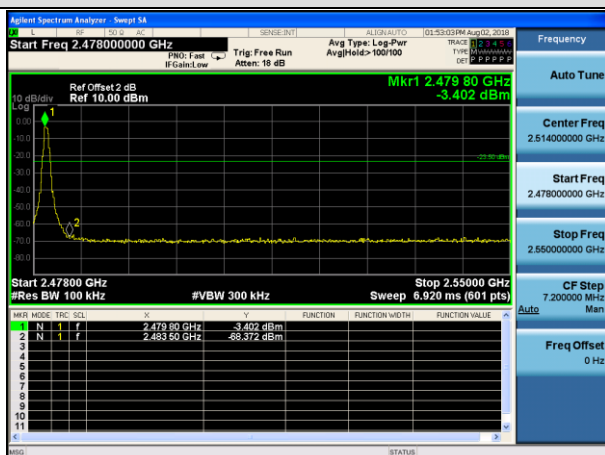 Agilent Spectrum Analyzer - Swept SA
L RF 50 Ω AC SENSE:INT ALIGN AUTO 01:53:03 PM Aug 02, 2018
Start Freq 2.478000000 GHz
PNO: Fast
IFGain:Low
Trig: Free Run
Atten: 18 dB
Avg Type: Log-Pwr
Avg|Hold:>100/100
TRACE 1 2 3 4 5 6
TYPE
DET P P P P P P
Ref Offset 2 dB
Ref 10.00 dBm
10 dB/div
Log
Mkr1 2.479 80 GHz
-3.402 dBm
1
0.00
-10.0
-20.0
-23.50 dBm
-30.0
-40.0
-50.0
-60.0
2
-70.0
-80.0
Start 2.47800 GHz Stop 2.55000 GHz
#Res BW 100 kHz #VBW 300 kHz Sweep 6.920 ms (601 pts)
MKR MODE TRC SCL X Y FUNCTION FUNCTION WIDTH FUNCTION VALUE
1 N 1 f 2.479 80 GHz -3.402 dBm
2 N 1 f 2.483 50 GHz -68.372 dBm
3
4
5
6
7
8
9
10
11
MSG STATUS
Frequency
Auto Tune
Center Freq
2.514000000 GHz
Start Freq
2.478000000 GHz
Stop Freq
2.550000000 GHz
CF Step
7.200000 MHz
Auto Man
Freq Offset
0 Hz